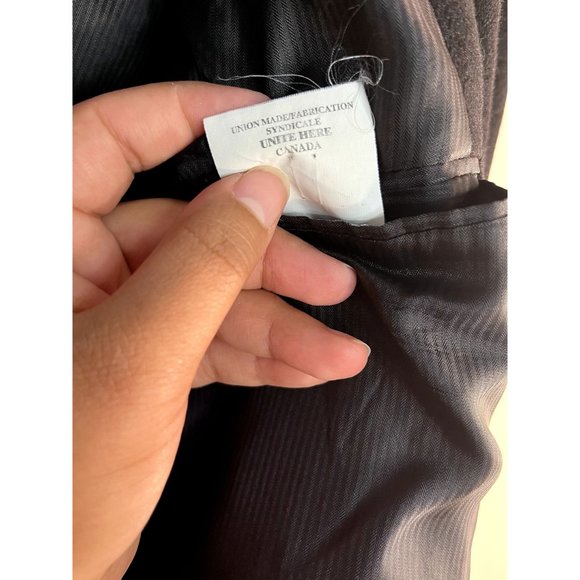 UNION MADE/FABRICATION
SYNDICALE
UNITE HERE
CANADA